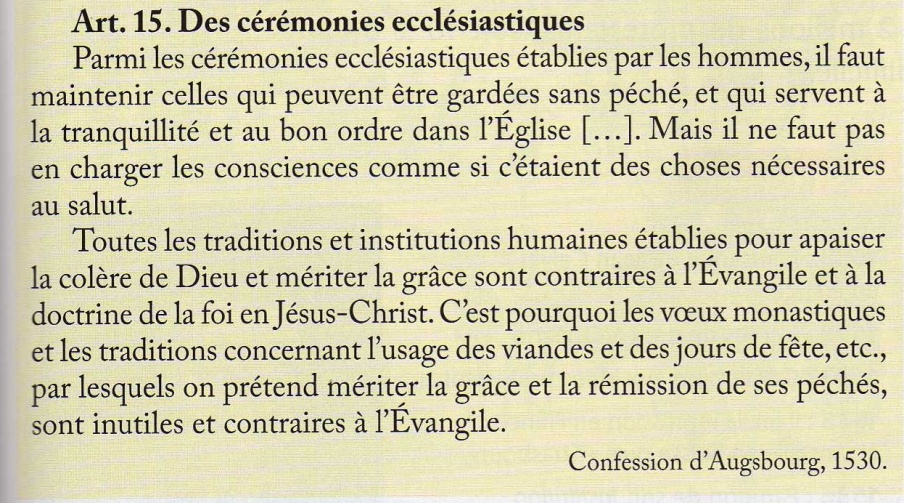 Art. 15. Des cérémonies ecclésiastiques
Parmi les cérémonies ecclésiastiques établies par les hommes, il faut
maintenir celles qui peuvent être gardées sans péché, et qui servent à
la tranquillité et au bon ordre dans l'Église […]. Mais il ne faut pas
en charger les consciences comme si c'étaient des choses nécessaires
au salut.
Toutes les traditions et institutions humaines établies pour apaiser
la colère de Dieu et mériter la grâce sont contraires à l'Évangile et à la
doctrine de la foi en Jésus-Christ. C'est pourquoi les vœux monastiques
et les traditions concernant l'usage des viandes et des jours de fête, etc.,
par lesquels on prétend mériter la grâce et la rémission de ses péchés,
sont inutiles et contraires à l'Évangile.
Confession d'Augsbourg, 1530.